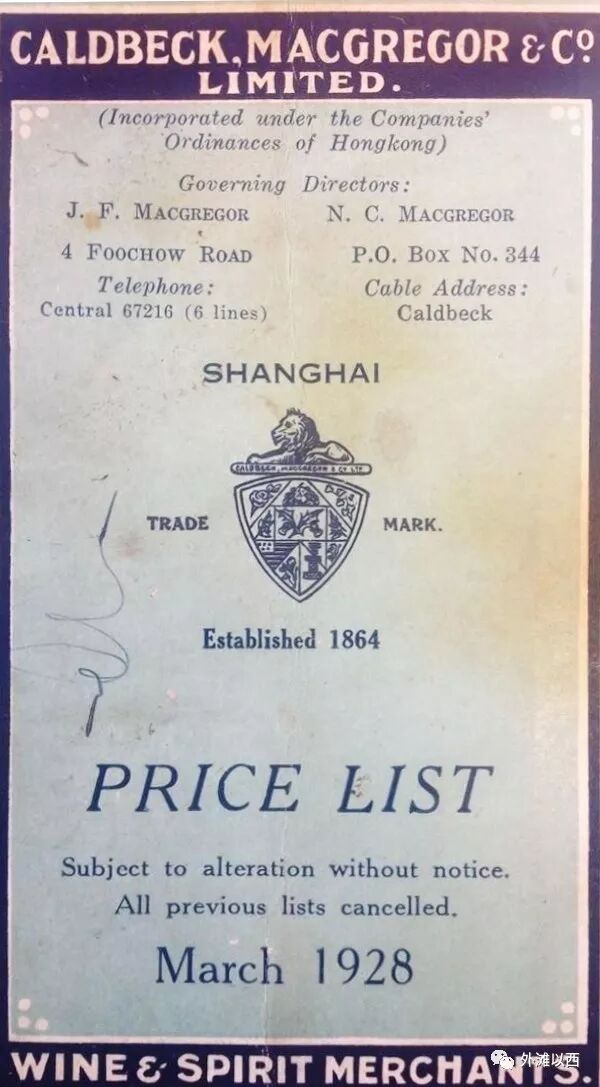 CALDBECK, MACGREGOR & Cº
LIMITED.
(Incorporated under the Companies'
Ordinances of Hongkong)
Governing Directors:
J. F. MACGREGOR N. C. MACGREGOR
4 FOOCHOW ROAD P.O. BOX NO. 344
Telephone: Cable Address:
Central 67216 (6 lines) Caldbeck
SHANGHAI
CALDBECK, MACGREGOR & Cº LTD
TRADE MARK.
Established 1864
PRICE LIST
Subject to alteration without notice.
All previous lists cancelled.
March 1928
WINE & SPIRIT MERCHANTS.
外滩以西